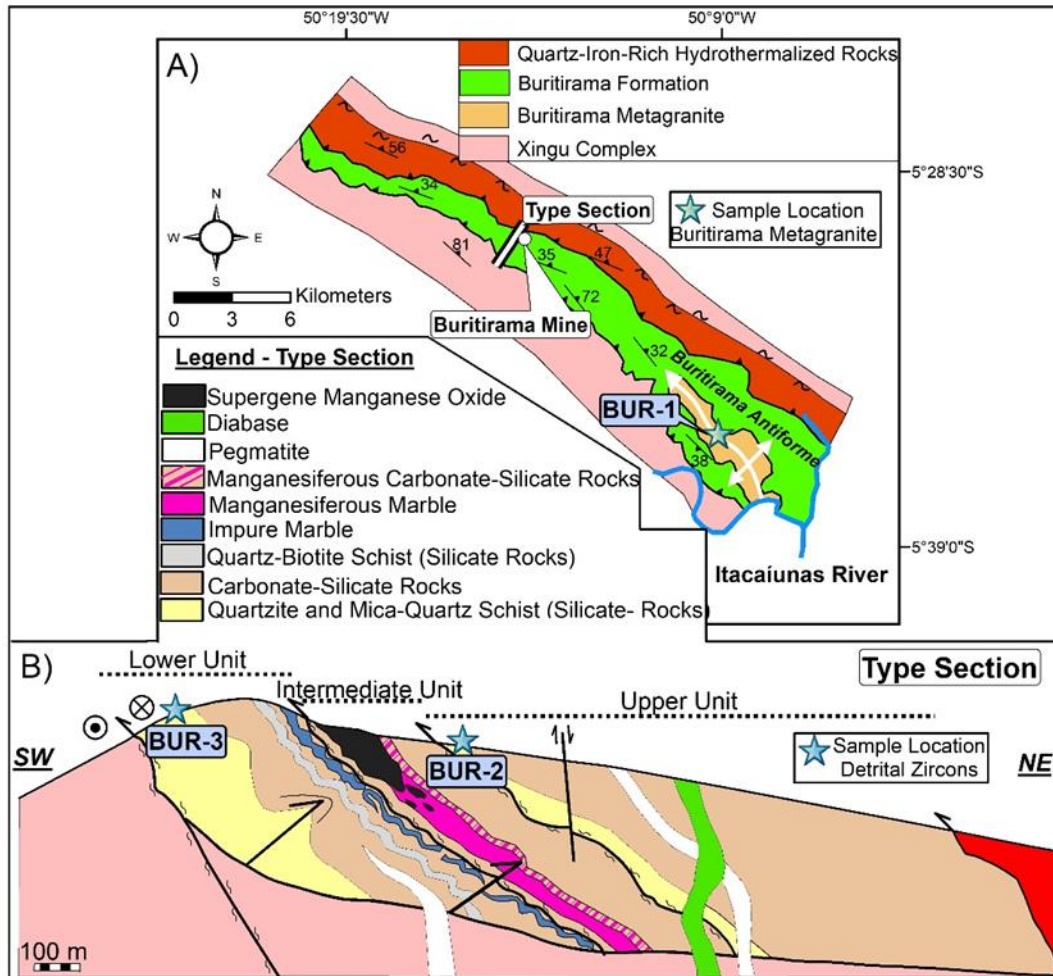 50°19'30"W
50°9'0"W
A)
Quartz-Iron-Rich Hydrothermalized Rocks
Buritirama Formation
Buritirama Metagranite
Xingu Complex
5°28'30"S
Type Section
Sample Location
Buritirama Metagranite
56
34
81
35
47
72
32
38
N
W
E
S
Kilometers
0 3 6
Buritirama Mine
Buritirama Antiforme
BUR-1
Legend - Type Section
Supergene Manganese Oxide
Diabase
Pegmatite
Manganesiferous Carbonate-Silicate Rocks
Manganesiferous Marble
Impure Marble
Quartz-Biotite Schist (Silicate Rocks)
Carbonate-Silicate Rocks
Quartzite and Mica-Quartz Schist (Silicate- Rocks)
5°39'0"S
Itacaíunas River
B)
Lower Unit
Intermediate Unit
Upper Unit
Type Section
SW
BUR-3
BUR-2
Sample Location
Detrital Zircons
NE
100 m